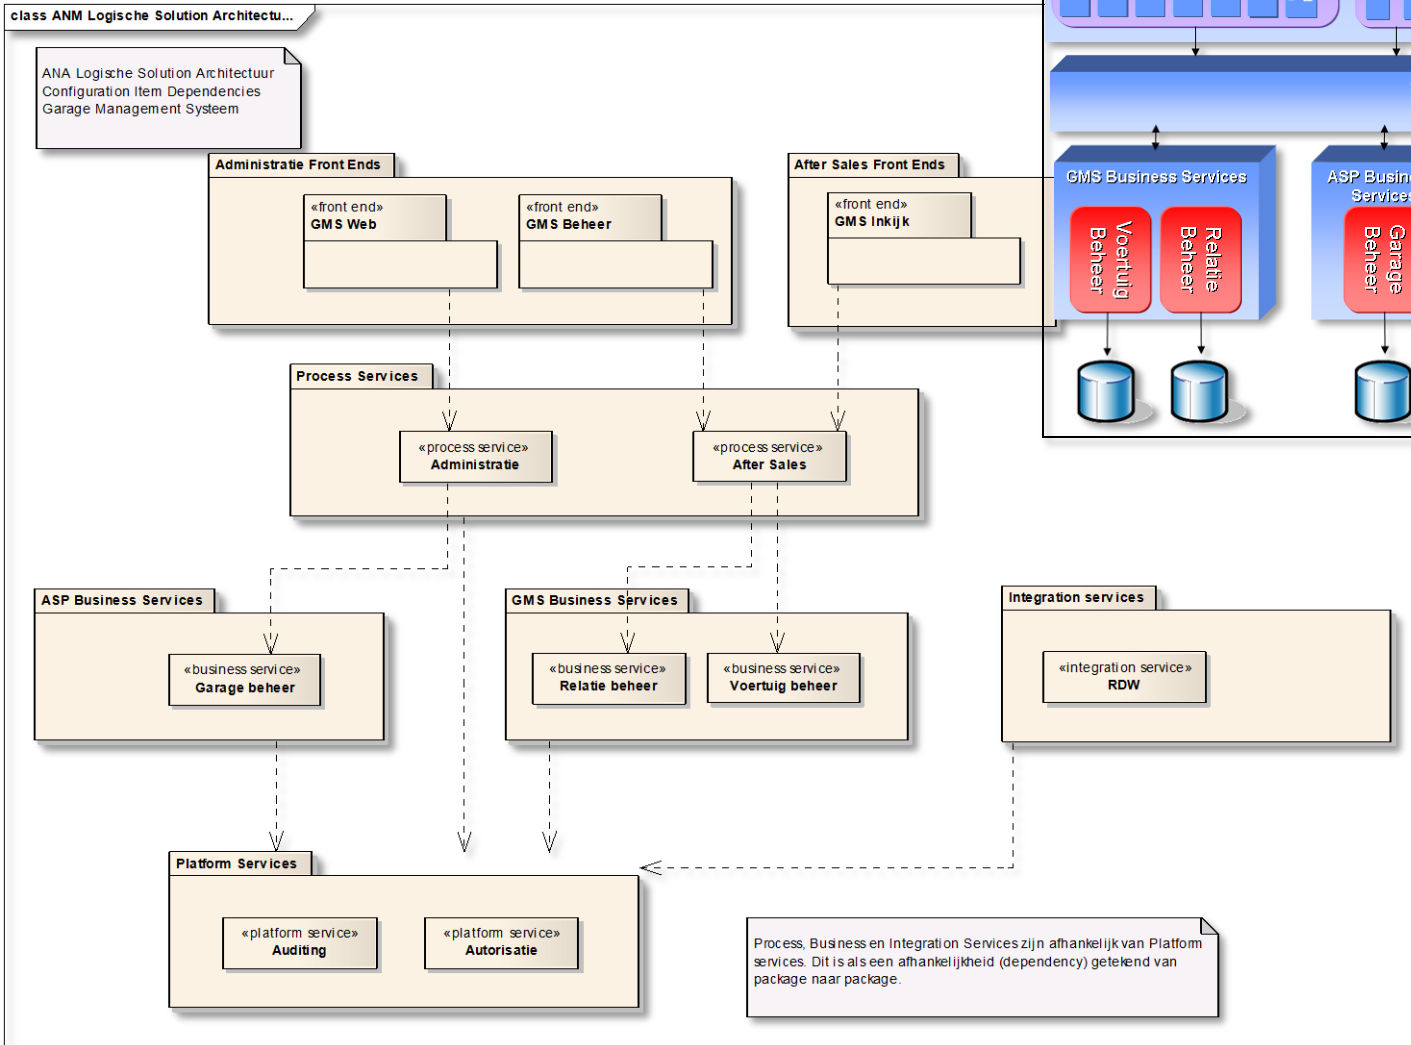 class ANM Logische Solution Architectu...
ANA Logische Solution Architectuur
Configuration Item Dependencies
Garage Management Systeem
Administratie Front Ends
«front end»
GMS Web
«front end»
GMS Beheer
After Sales Front Ends
«front end»
GMS Inkijk
GMS Business Services
Voertuig
Beheer
Relatie
Beheer
ASP Busin
Services
Garage
Beheer
Process Services
«process service»
Administratie
«process service»
After Sales
ASP Business Services
«business service»
Garage beheer
GMS Business Services
«business service»
Relatie beheer
«business service»
Voertuig beheer
Integration services
«integration service»
RDW
Platform Services
«platform service»
Auditing
«platform service»
Autorisatie
Process, Business en Integration Services zijn afhankelijk van Platform
services. Dit is als een afhankelijkheid (dependency) getekend van
package naar package.